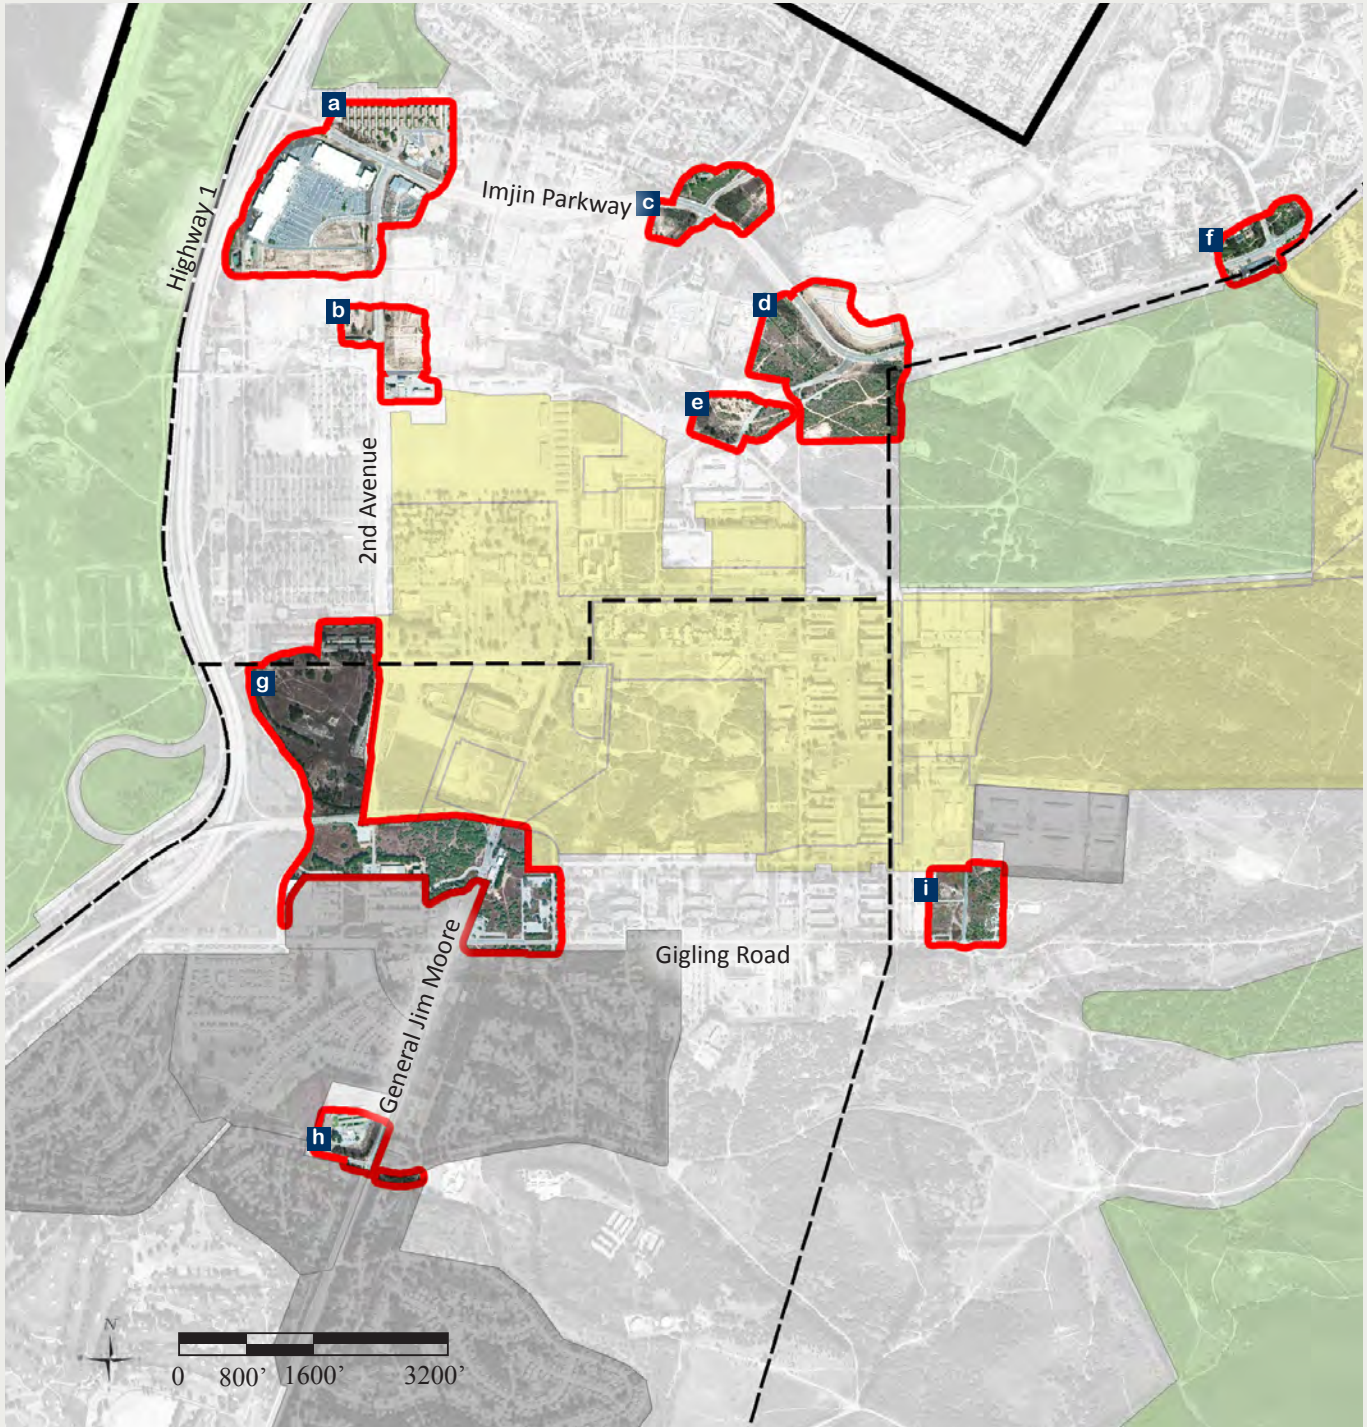 a
Highway 1
Imjin Parkway
c
f
b
d
e
2nd Avenue
g
i
General Jim Moore
Gigling Road
h
N
0 800’ 1600’ 3200’